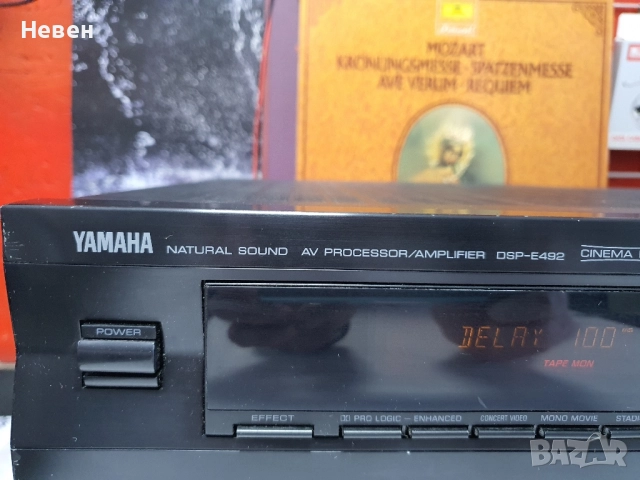 Невен
MOZART
KRÖNUNGSMESSE · SPATZENMESSE
AVE VERUM · REQUIEM
YAMAHA NATURAL SOUND AV PROCESSOR/AMPLIFIER DSP-E492 CINEMA
POWER
DELAY 100
TAPE MON
EFFECT PRO LOGIC – ENHANCED CONCERT VIDEO MONO MOVIE STAD
bazar